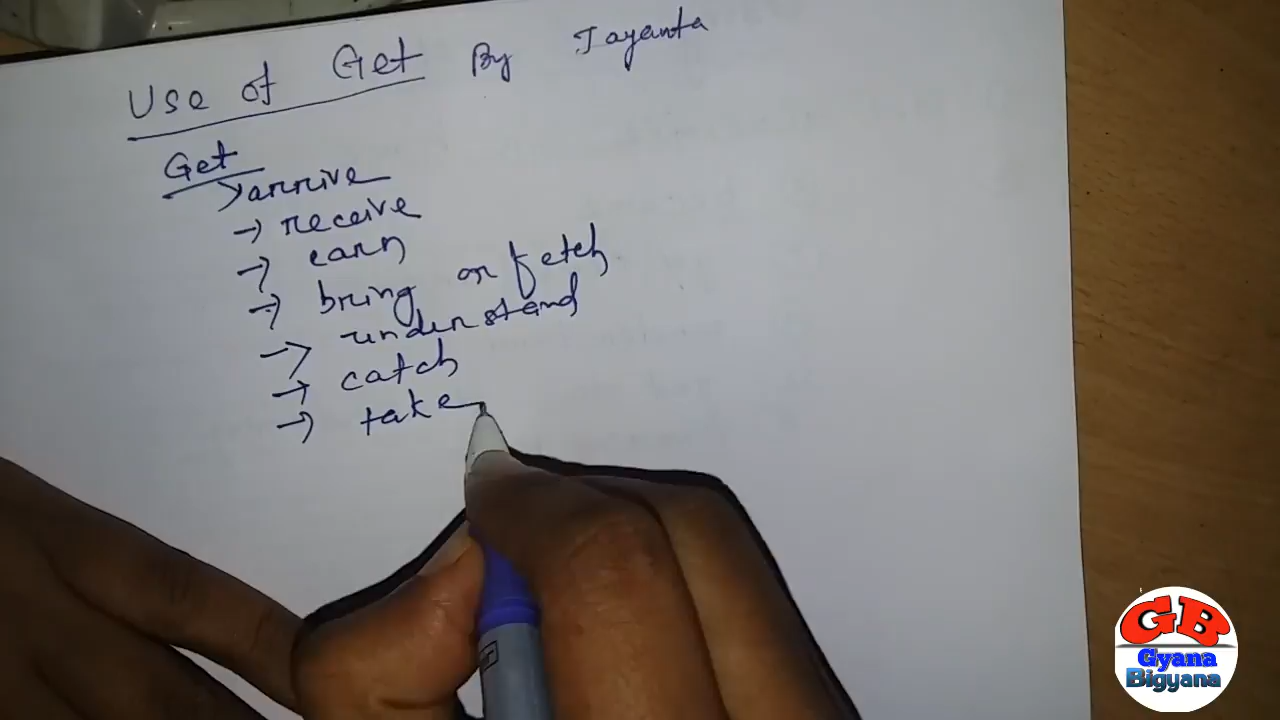 Use of Get By Jayanta
Get
→ arrive
→ receive
→ earn
→ bring or fetch
→ understand
→ catch
→ take
GB
Gyana
Bigyana